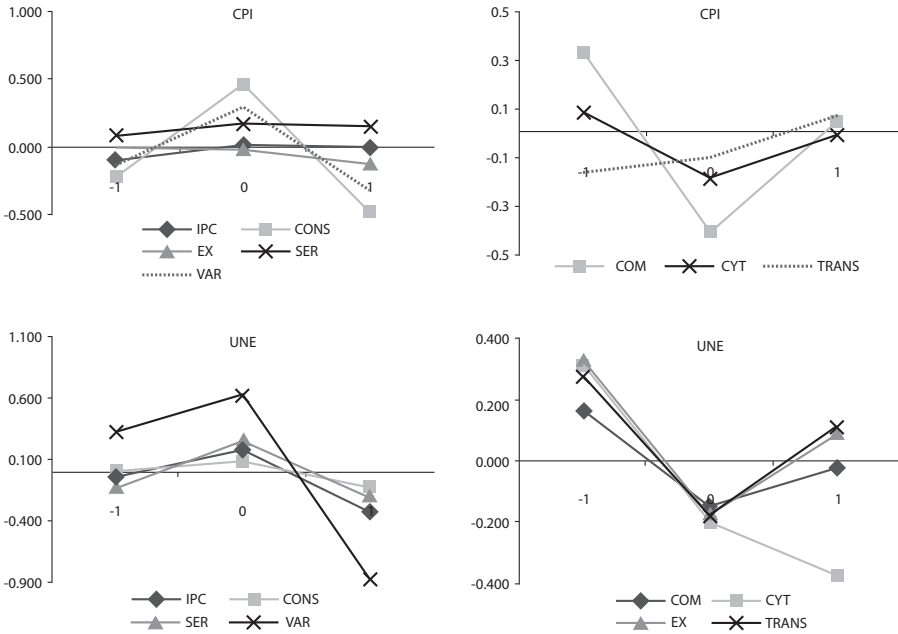 CPI
1.000
0.500
0.000
-0.500
-1 0 1
IPC CONS
EX SER
VAR
CPI
0.5
0.3
0.1
-0.1
-0.3
-0.5
-1 0 1
COM CYT TRANS
UNE
1.100
0.600
0.100
-0.400
-0.900
-1 0 1
IPC CONS
SER VAR
UNE
0.400
0.200
0.000
-0.200
-0.400
-1 0 1
COM CYT
EX TRANS